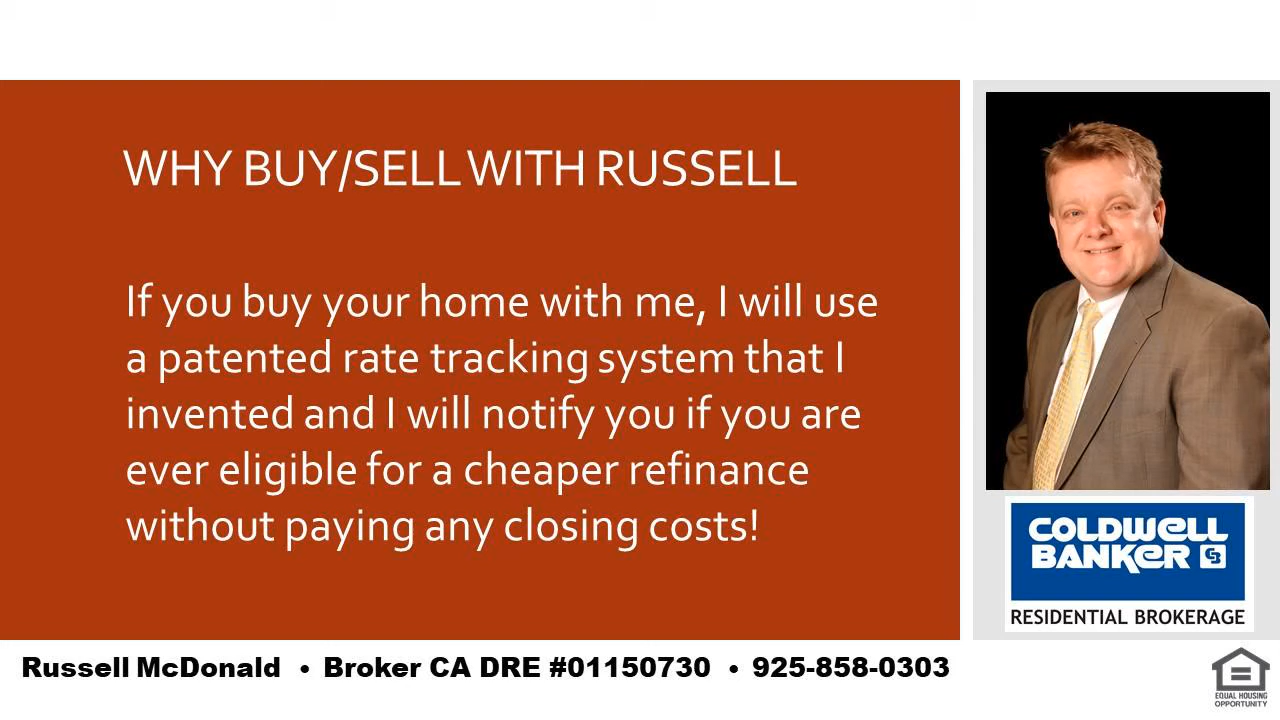 WHY BUY/SELL WITH RUSSELL
If you buy your home with me, I will use
a patented rate tracking system that I
invented and I will notify you if you are
ever eligible for a cheaper refinance
without paying any closing costs!
COLDWELL
BANKER CB
RESIDENTIAL BROKERAGE
Russell McDonald • Broker CA DRE #01150730 • 925-858-0303
EQUAL HOUSING
OPPORTUNITY